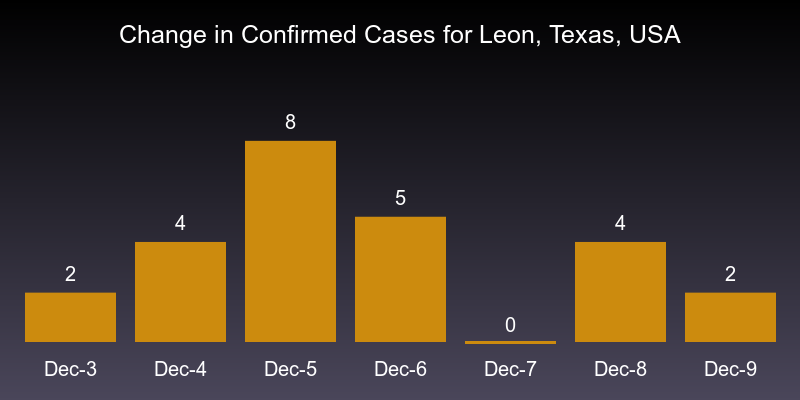 Change in Confirmed Cases for Leon, Texas, USA
2 4 8 5 0 4 2
Dec-3 Dec-4 Dec-5 Dec-6 Dec-7 Dec-8 Dec-9